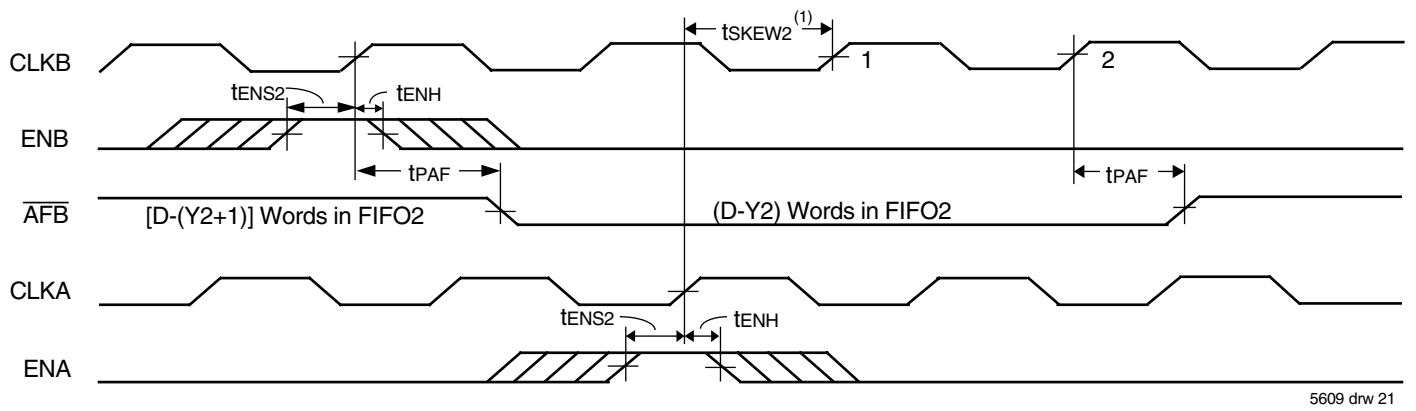 tSKEW2 (1)
CLKB
1
2
tENS2
tENH
ENB
tPAF
tPAF
AFB
[D-(Y2+1)] Words in FIFO2
(D-Y2) Words in FIFO2
CLKA
tENS2
tENH
ENA
5609 drw 21